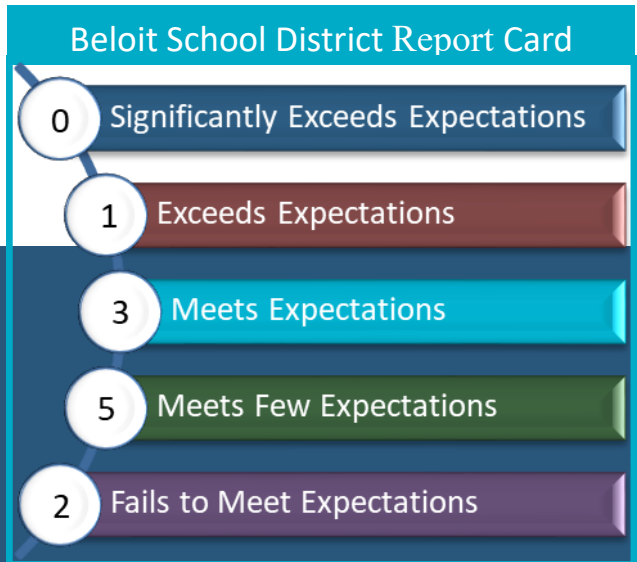 Beloit School District Report Card
0 Significantly Exceeds Expectations
1 Exceeds Expectations
3 Meets Expectations
5 Meets Few Expectations
2 Fails to Meet Expectations